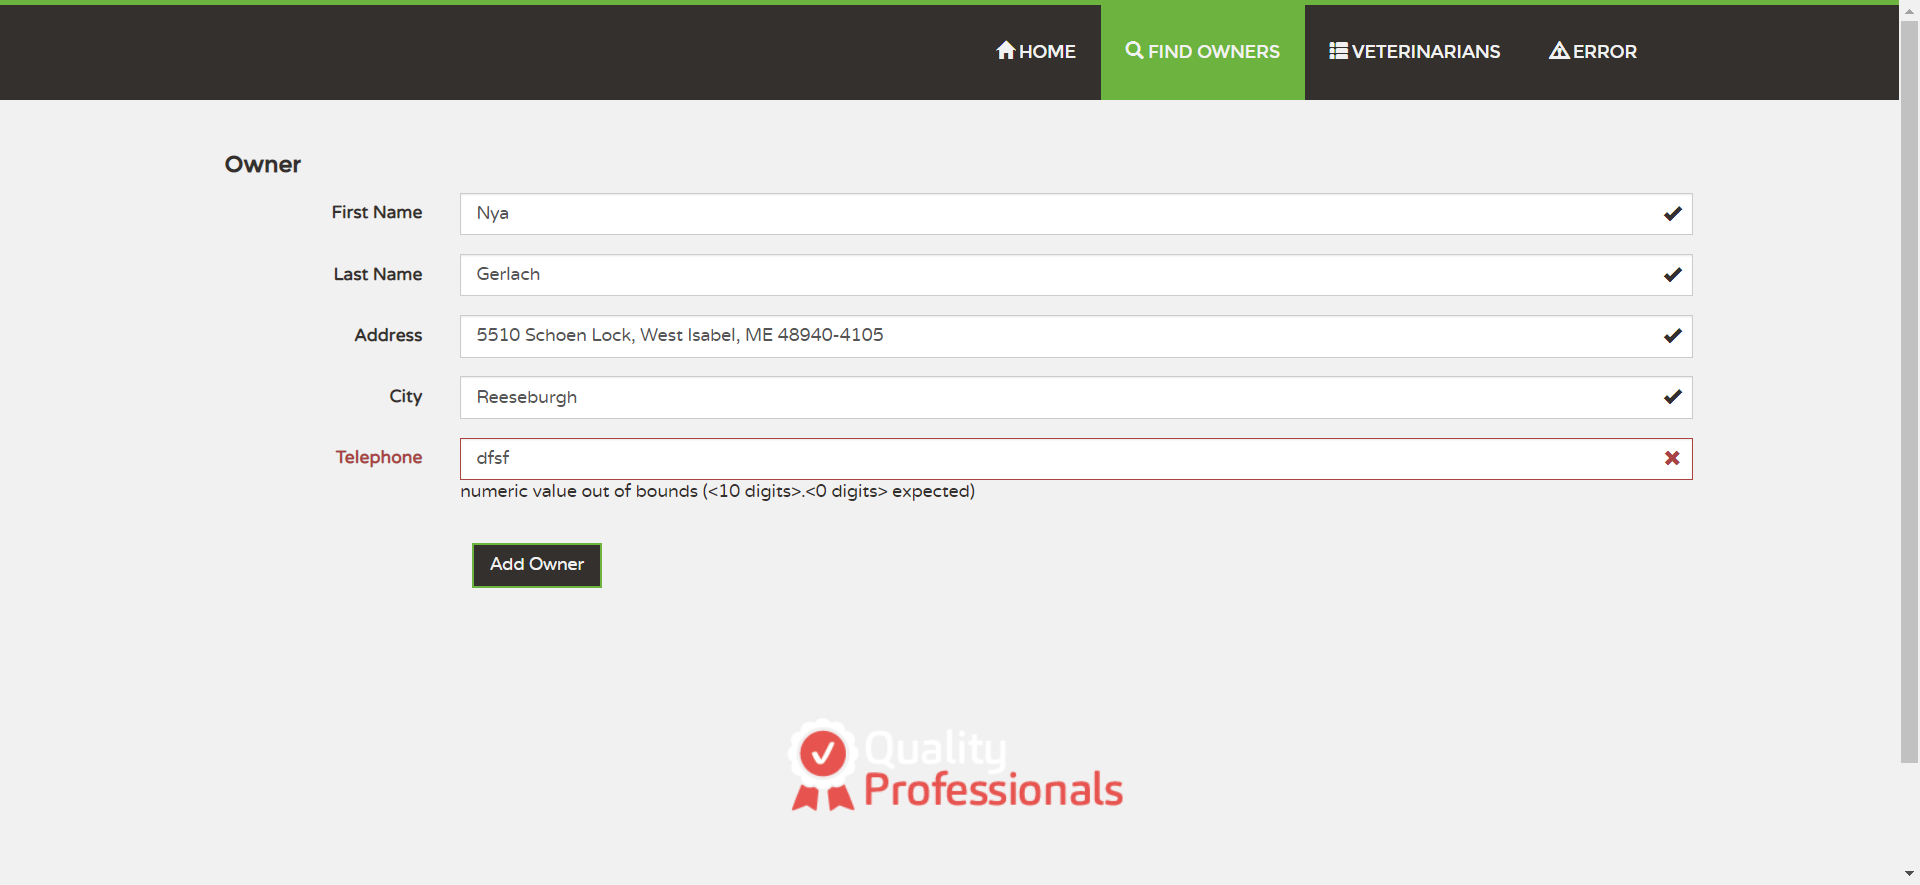 HOME FIND OWNERS VETERINARIANS ERROR
Owner
First Name Nya
Last Name Gerlach
Address 5510 Schoen Lock, West Isabel, ME 48940-4105
City Reeseburgh
Telephone dfsf
numeric value out of bounds (<10 digits>.<0 digits> expected)
Add Owner
Quality
Professionals